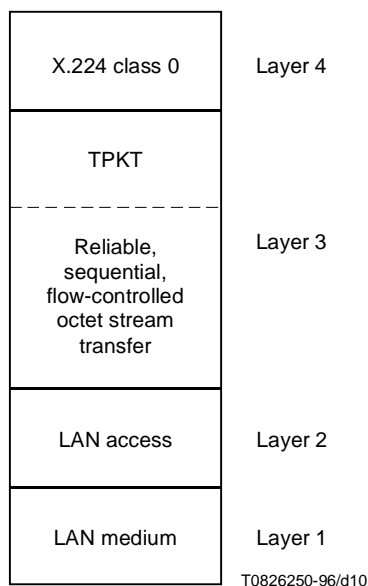 X.224 class 0 Layer 4
TPKT
Layer 3
Reliable,
sequential,
flow-controlled
octet stream
transfer
LAN access Layer 2
LAN medium Layer 1
T0826250-96/d10